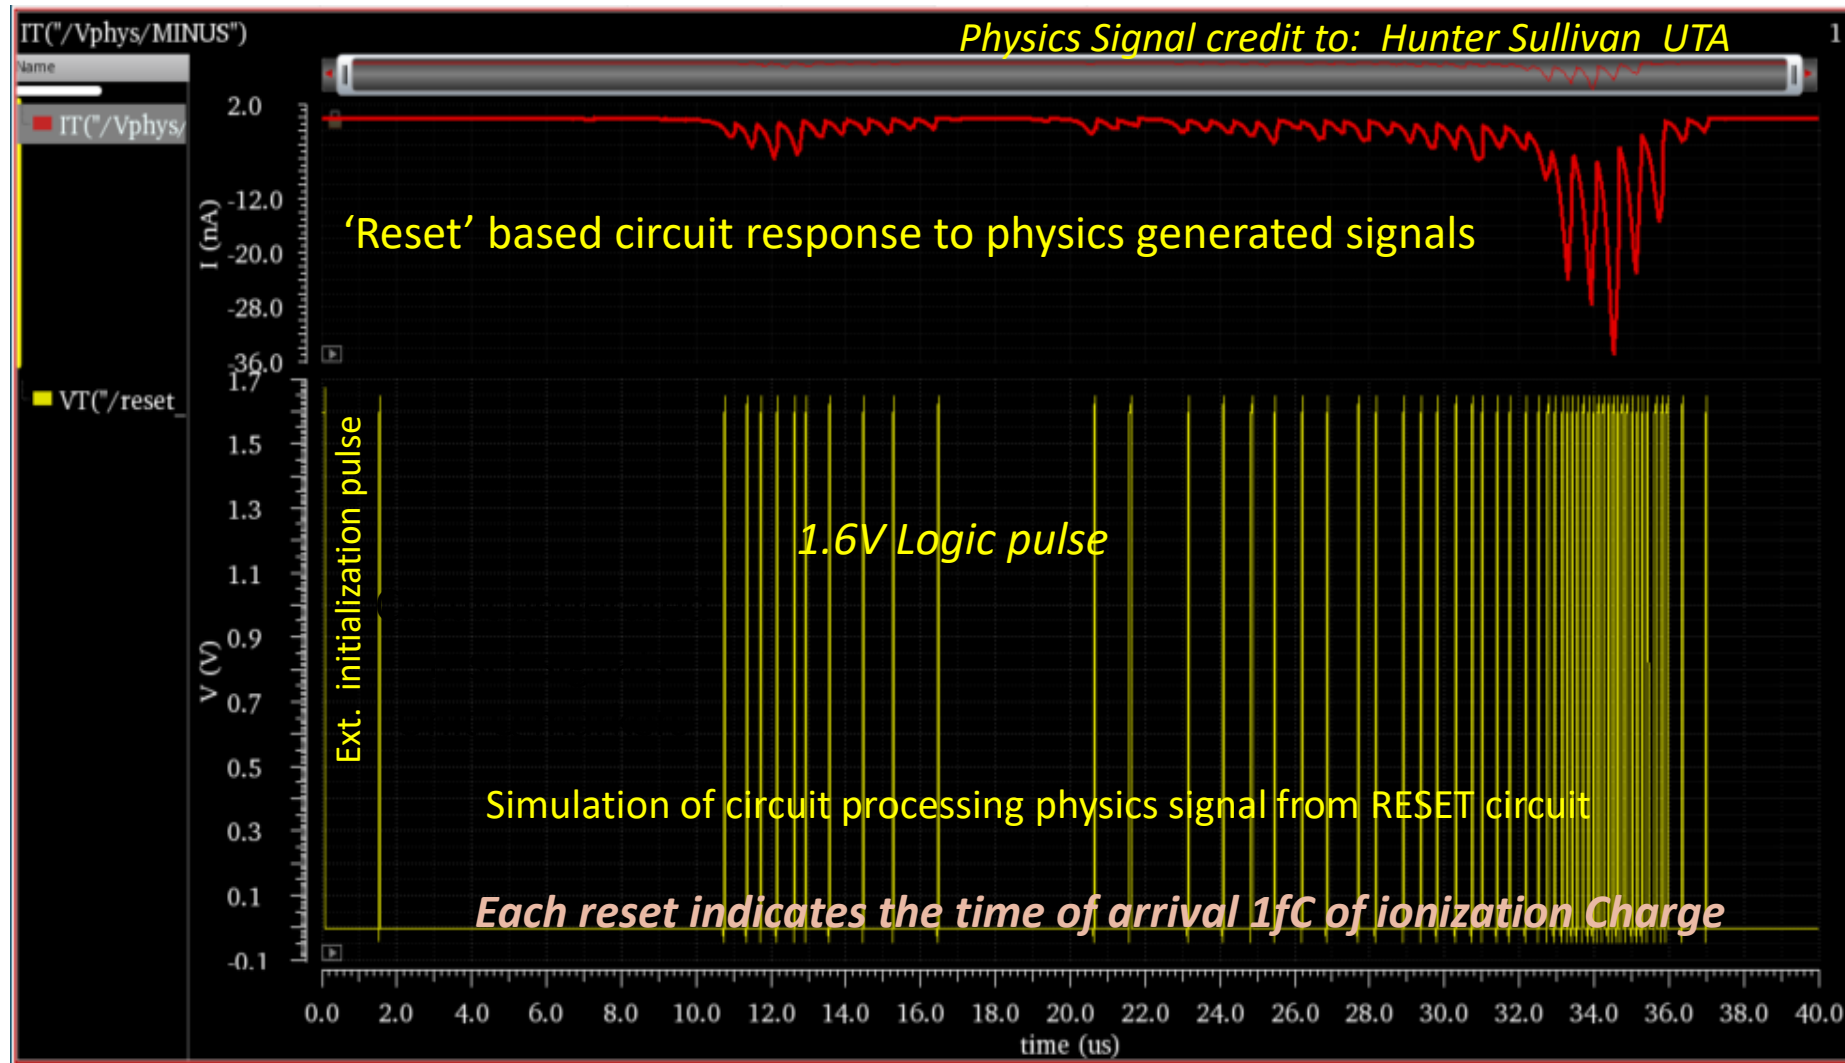 IT("/Vphys/MINUS")
Physics Signal credit to:  Hunter Sullivan  UTA
1
Name
IT("/Vphys/
2.0
-12.0
-20.0
-28.0
-36.0
I (nA)
‘Reset’ based circuit response to physics generated signals
VT("/reset_
1.7
1.5
1.3
1.1
0.9
0.7
0.5
0.3
0.1
-0.1
V (V)
Ext.  initialization pulse
1.6V Logic pulse
Simulation of circuit processing physics signal from RESET circuit
Each reset indicates the time of arrival 1fC of ionization Charge
0.0 2.0 4.0 6.0 8.0 10.0 12.0 14.0 16.0 18.0 20.0 22.0 24.0 26.0 28.0 30.0 32.0 34.0 36.0 38.0 40.0
time (us)